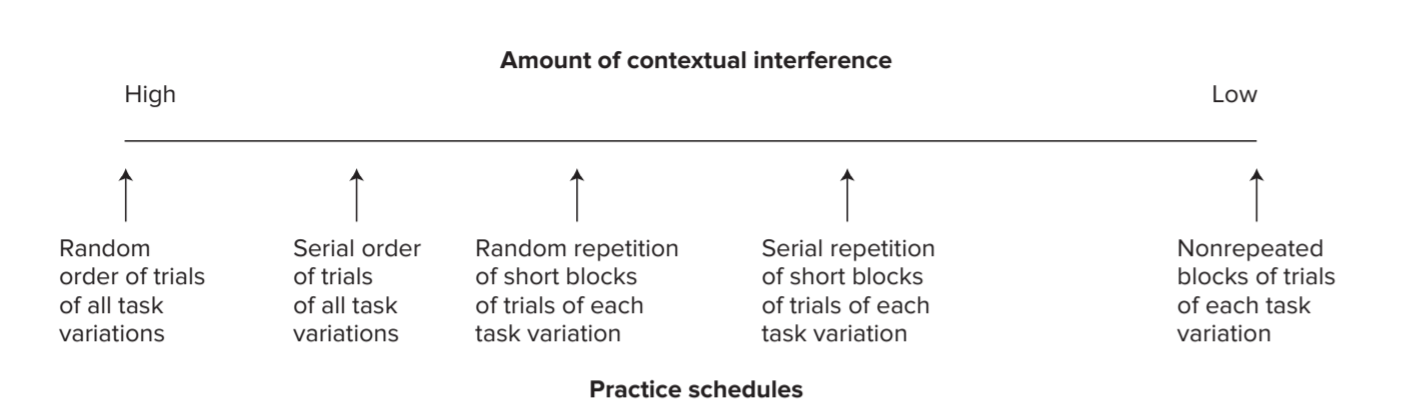 Amount of contextual interference
High
Low
Random
order of trials
of all task
variations
Serial order
of trials
of all task
variations
Random repetition
of short blocks
of trials of each
task variation
Serial repetition
of short blocks
of trials of each
task variation
Nonrepeated
blocks of trials
of each task
variation
Practice schedules